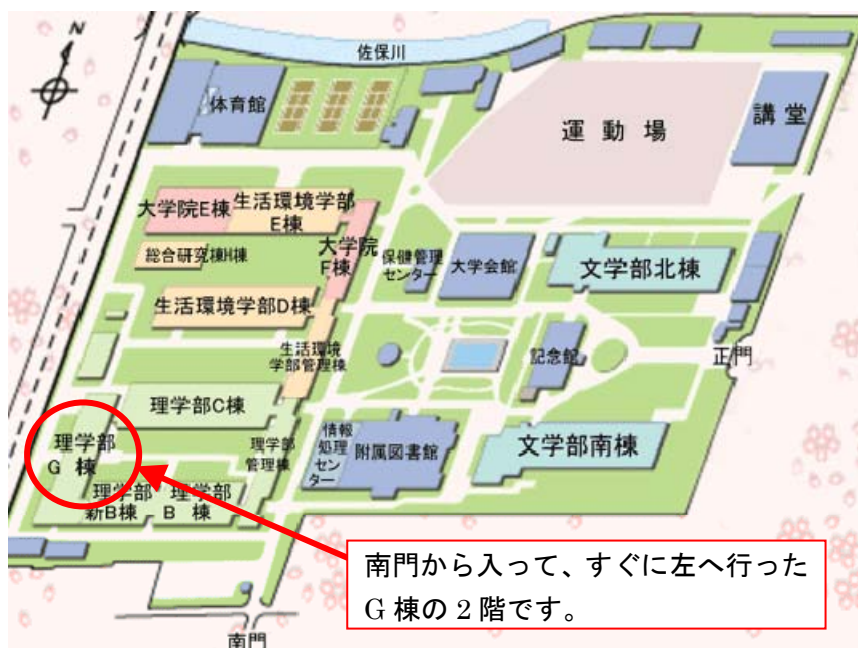 N
佐保川
体育館
運動場
講堂
大学院E棟
生活環境学部
E棟
大学院
F棟
総合研究棟H棟
保健管理
センター
大学会館
文学部北棟
生活環境学部D棟
生活環境
学部管理棟
記念館
正門
理学部C棟
理学部
G 棟
理学部
管理棟
情報
処理
セン
ター
附属図書館
文学部南棟
理学部
新B棟
理学部
B 棟
南門から入って、すぐに左へ行った
G 棟の 2 階です。
南門